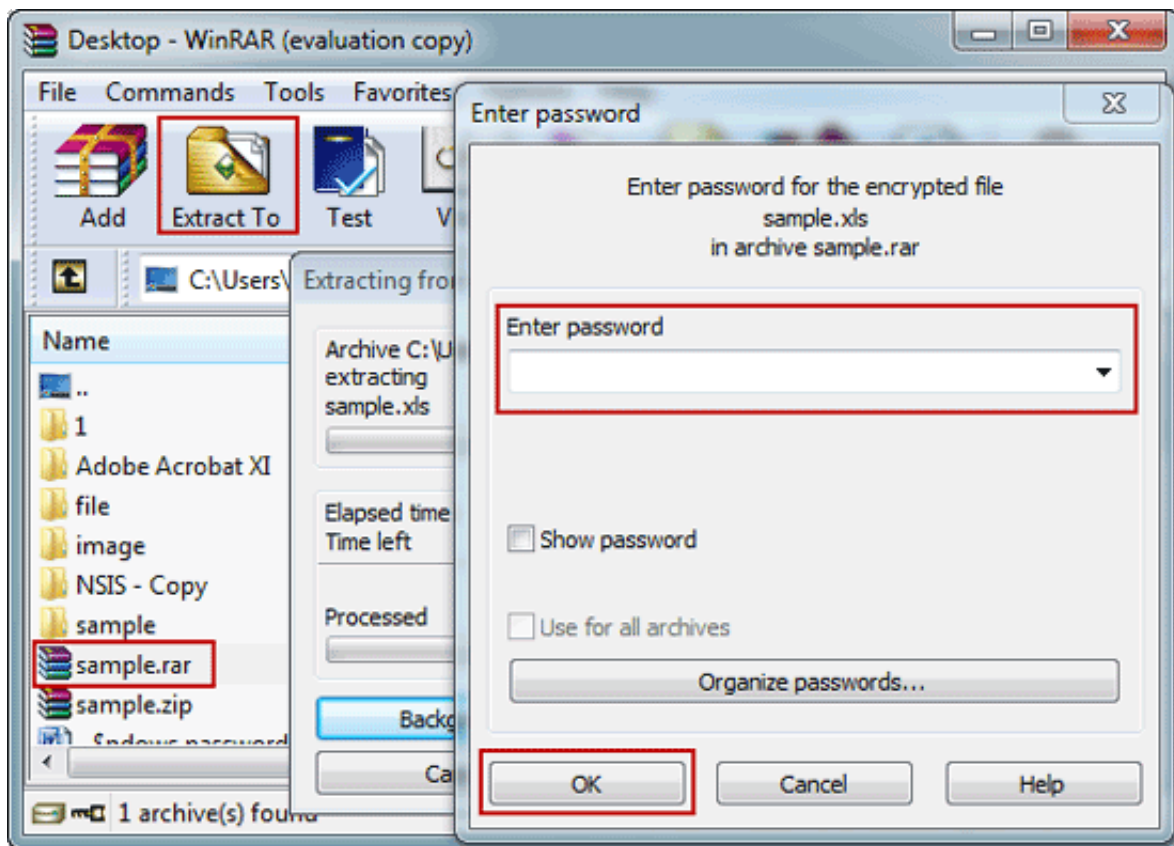 Desktop - WinRAR (evaluation copy)
File Commands Tools Favorites
Add Extract To Test
C:\Users\
Name
..
1
Adobe Acrobat XI
file
image
NSIS - Copy
sample
sample.rar
sample.zip
1 archive(s) found
Extracting from
Archive C:\U
extracting
sample.xls
Elapsed time
Time left
Processed
Backg
Ca
Enter password
Enter password for the encrypted file
sample.xls
in archive sample.rar
Enter password
Show password
Use for all archives
Organize passwords...
OK Cancel Help